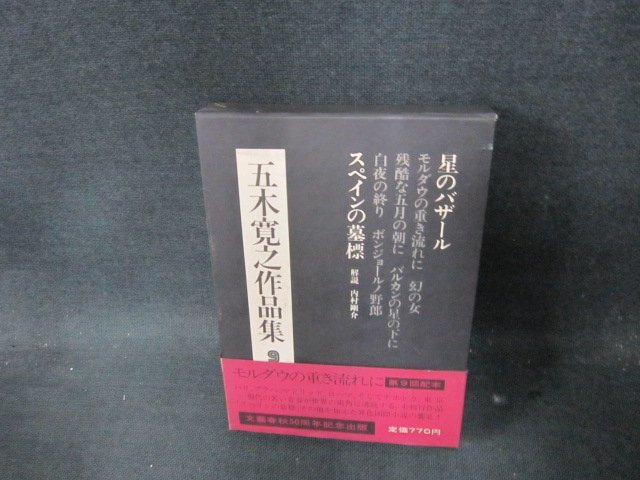 星のバザール
モルダウの重き流れに 幻の女
残酷な五月の朝に バルカンの星の下に
白夜の終り ボンジョールノ野郎
スペインの墓標 解説 内村剛介
五木寛之作品集 9
モルダウの重き流れに 第9回配本
文藝春秋50周年記念出版
定価770円